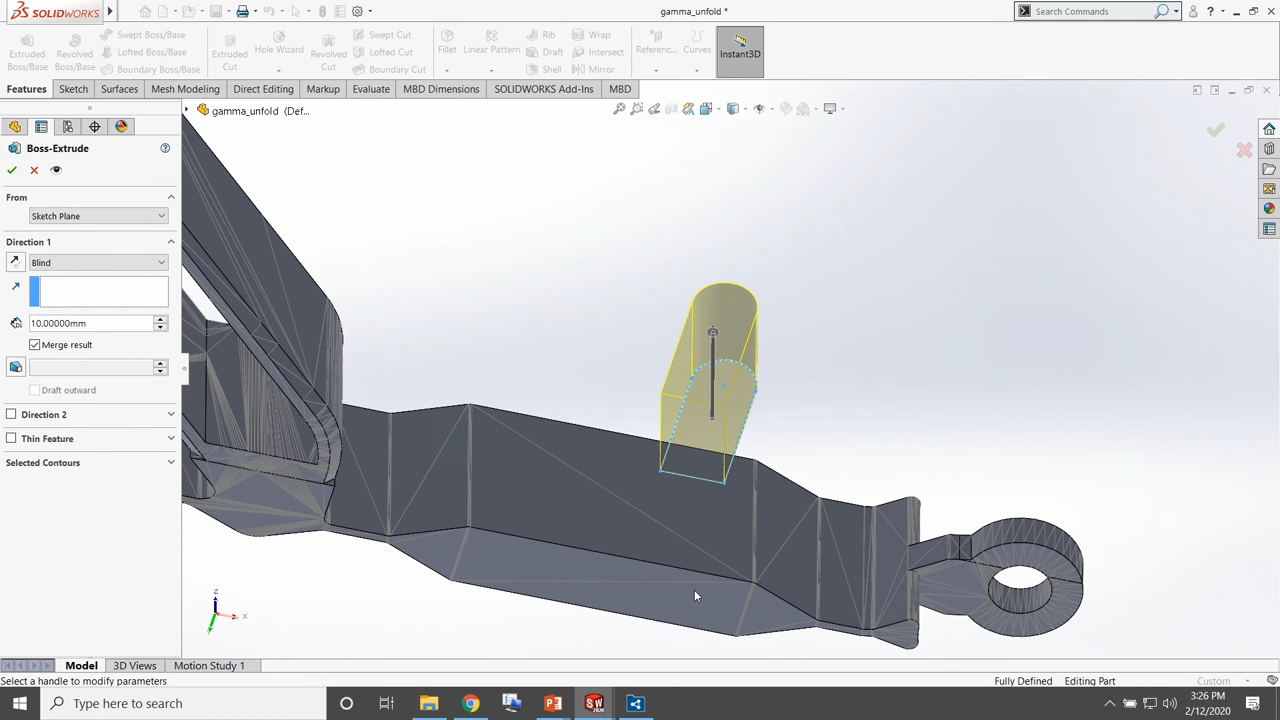 SOLIDWORKS
gamma_unfold *
Search Commands
Extruded Boss/Base
Revolved Boss/Base
Swept Boss/Base
Lofted Boss/Base
Boundary Boss/Base
Extruded Cut
Hole Wizard
Revolved Cut
Swept Cut
Lofted Cut
Boundary Cut
Fillet
Linear Pattern
Rib
Draft
Shell
Wrap
Intersect
Mirror
Referenc...
Curves
Instant3D
Features
Sketch
Surfaces
Mesh Modeling
Direct Editing
Markup
Evaluate
MBD Dimensions
SOLIDWORKS Add-Ins
MBD
gamma_unfold (Def...
Boss-Extrude
From
Sketch Plane
Direction 1
Blind
10.00000mm
Merge result
Draft outward
Direction 2
Thin Feature
Selected Contours
z
x
Model
3D Views
Motion Study 1
Select a handle to modify parameters
Fully Defined
Editing Part
Custom
Type here to search
3:26 PM
2/12/2020